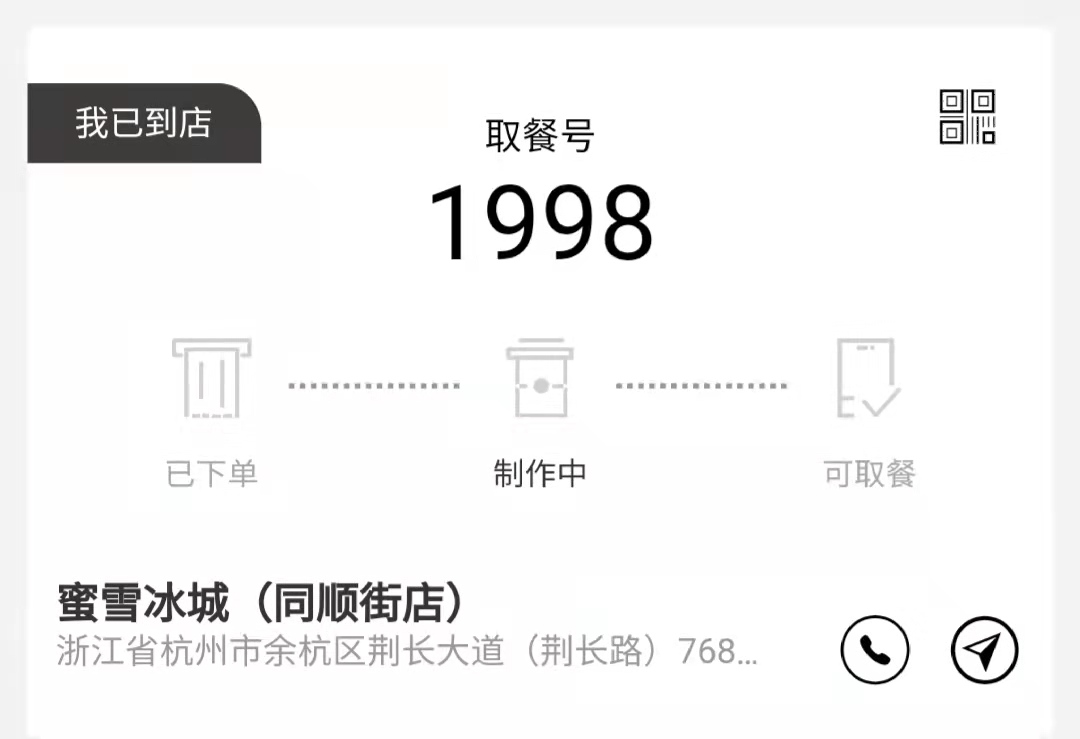 我已到店
取餐号
1998
已下单
制作中
可取餐
蜜雪冰城（同顺街店）
浙江省杭州市余杭区荆长大道（荆长路）768...